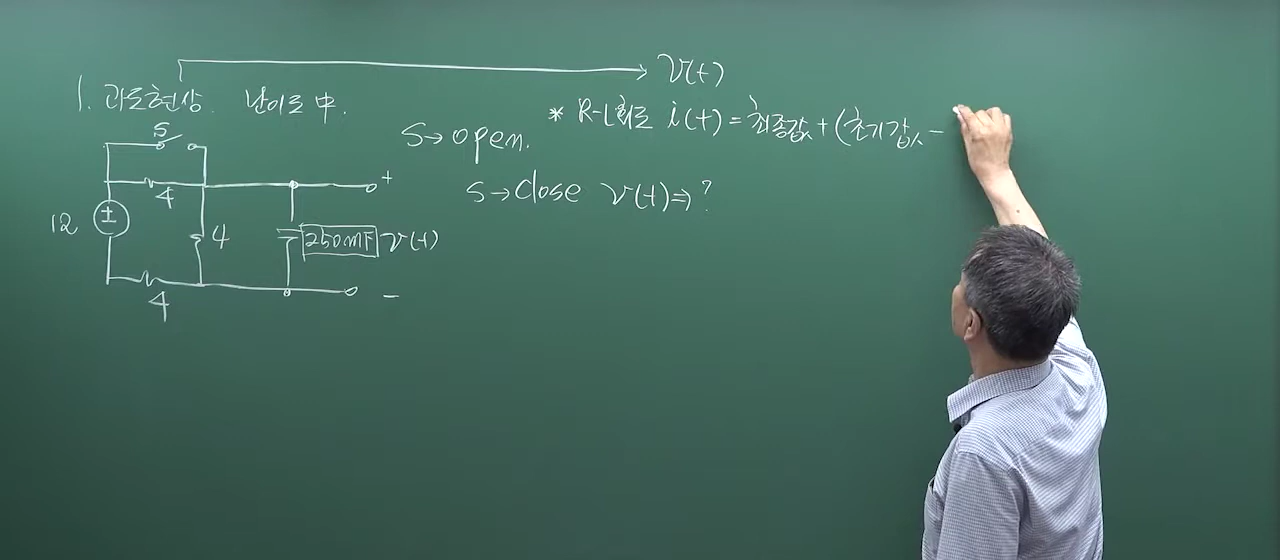 1. 과도현상. 난이도 中.
v(t)
* R-L회로 i(t) = 최종값 + (초기값 -
S→open.
S→close v(t)⇒?
S
4
12
±
4
4
250mF
v(t)
+
-